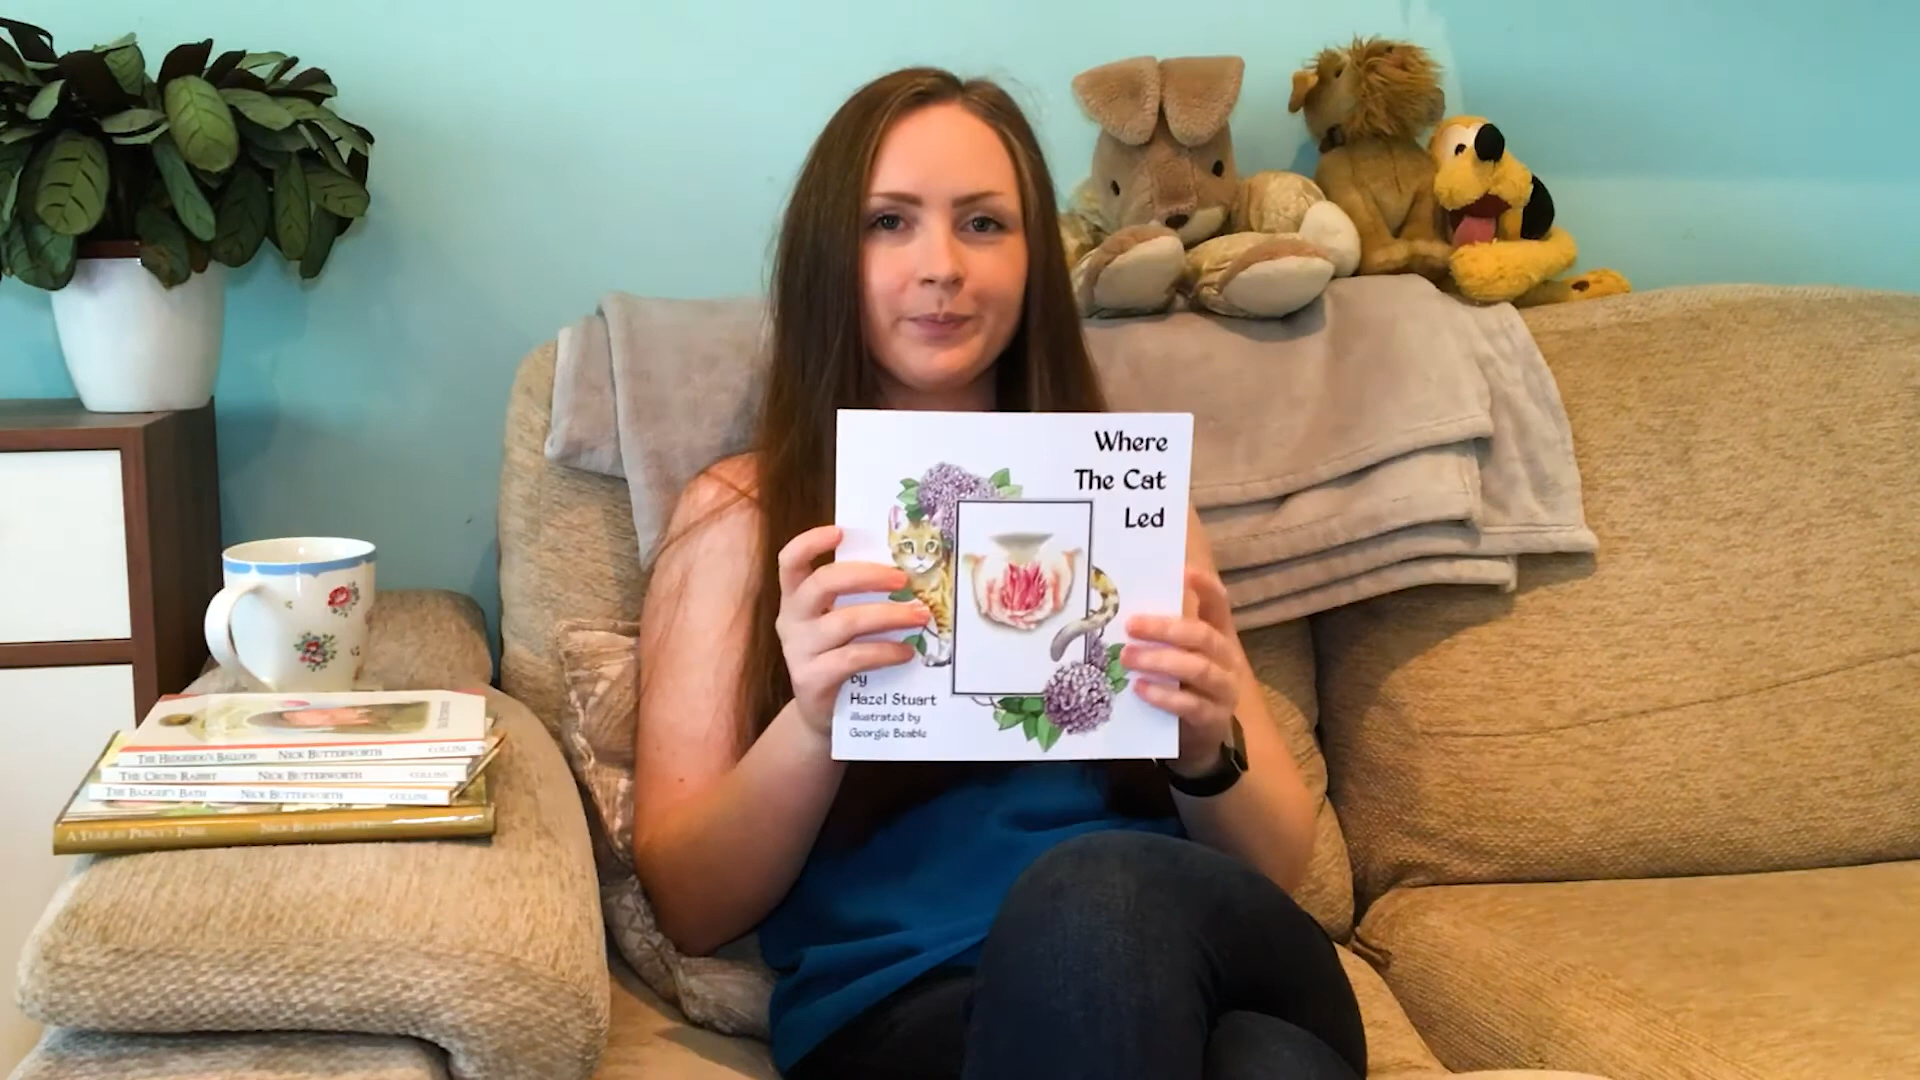 Where
The Cat
Led
by
Hazel Stuart
illustrated by
Georgie Beable
THE HEDGEHOG'S BALLOON NICK BUTTERWORTH COLLINS
THE CROSS RABBIT NICK BUTTERWORTH COLLINS
THE BADGER'S BATH NICK BUTTERWORTH COLLINS
A YEAR IN PERCY'S PARK NICK BUTTERWORTH